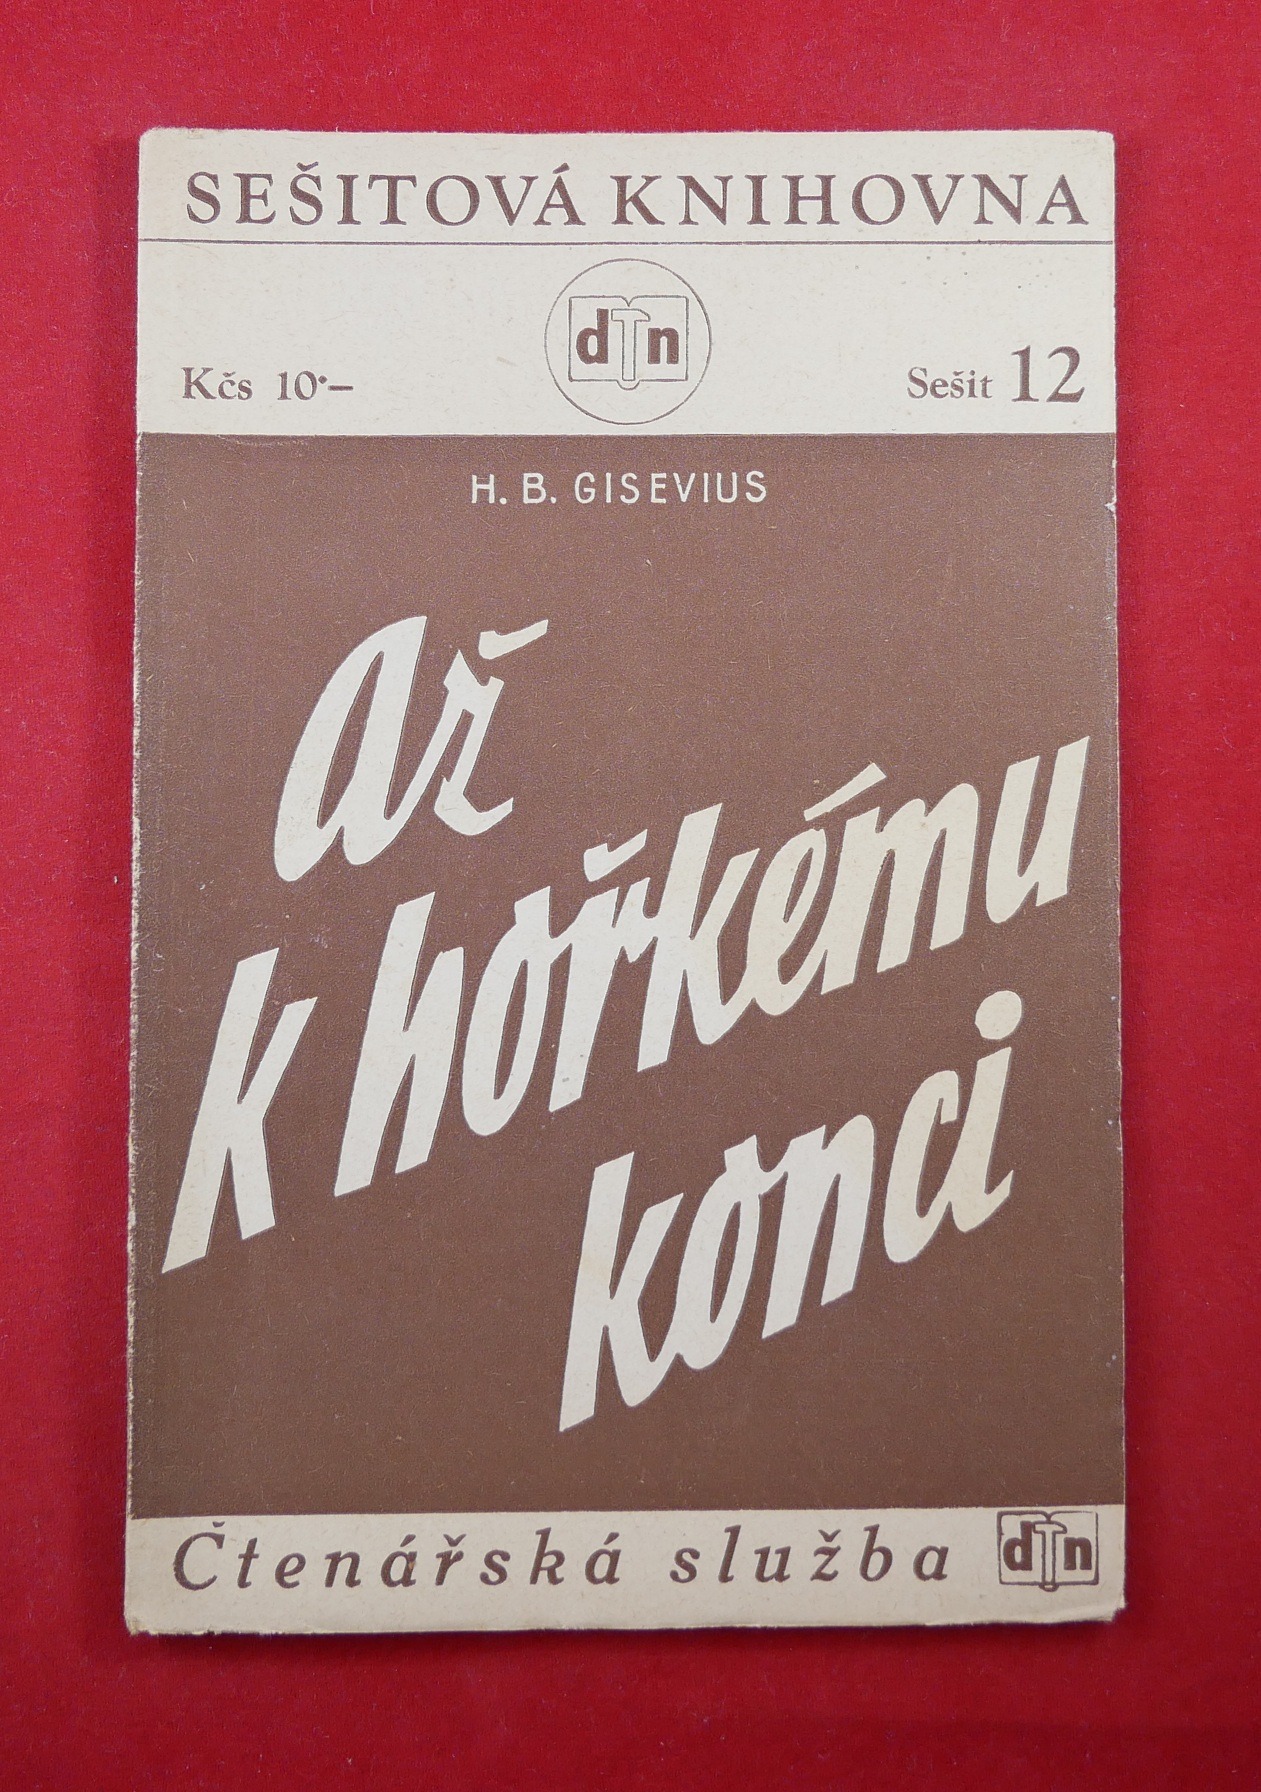 SEŠITOVÁ KNIHOVNA
dTn
Kčs 10·–
Sešit 12
H. B. GISEVIUS
Až
k hořkému
konci
Čtenářská služba
dTn